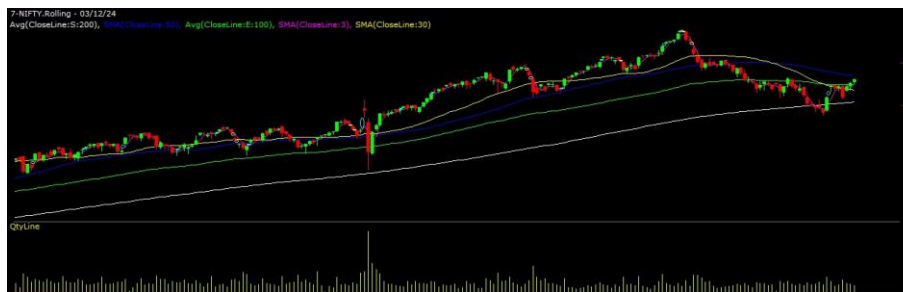 7-NIFTY.Rolling - 03/12/24
Avg(CloseLine:S:200), SMA(CloseLine:50), Avg(CloseLine:E:100), SMA(CloseLine:3), SMA(CloseLine:30)
QtyLine